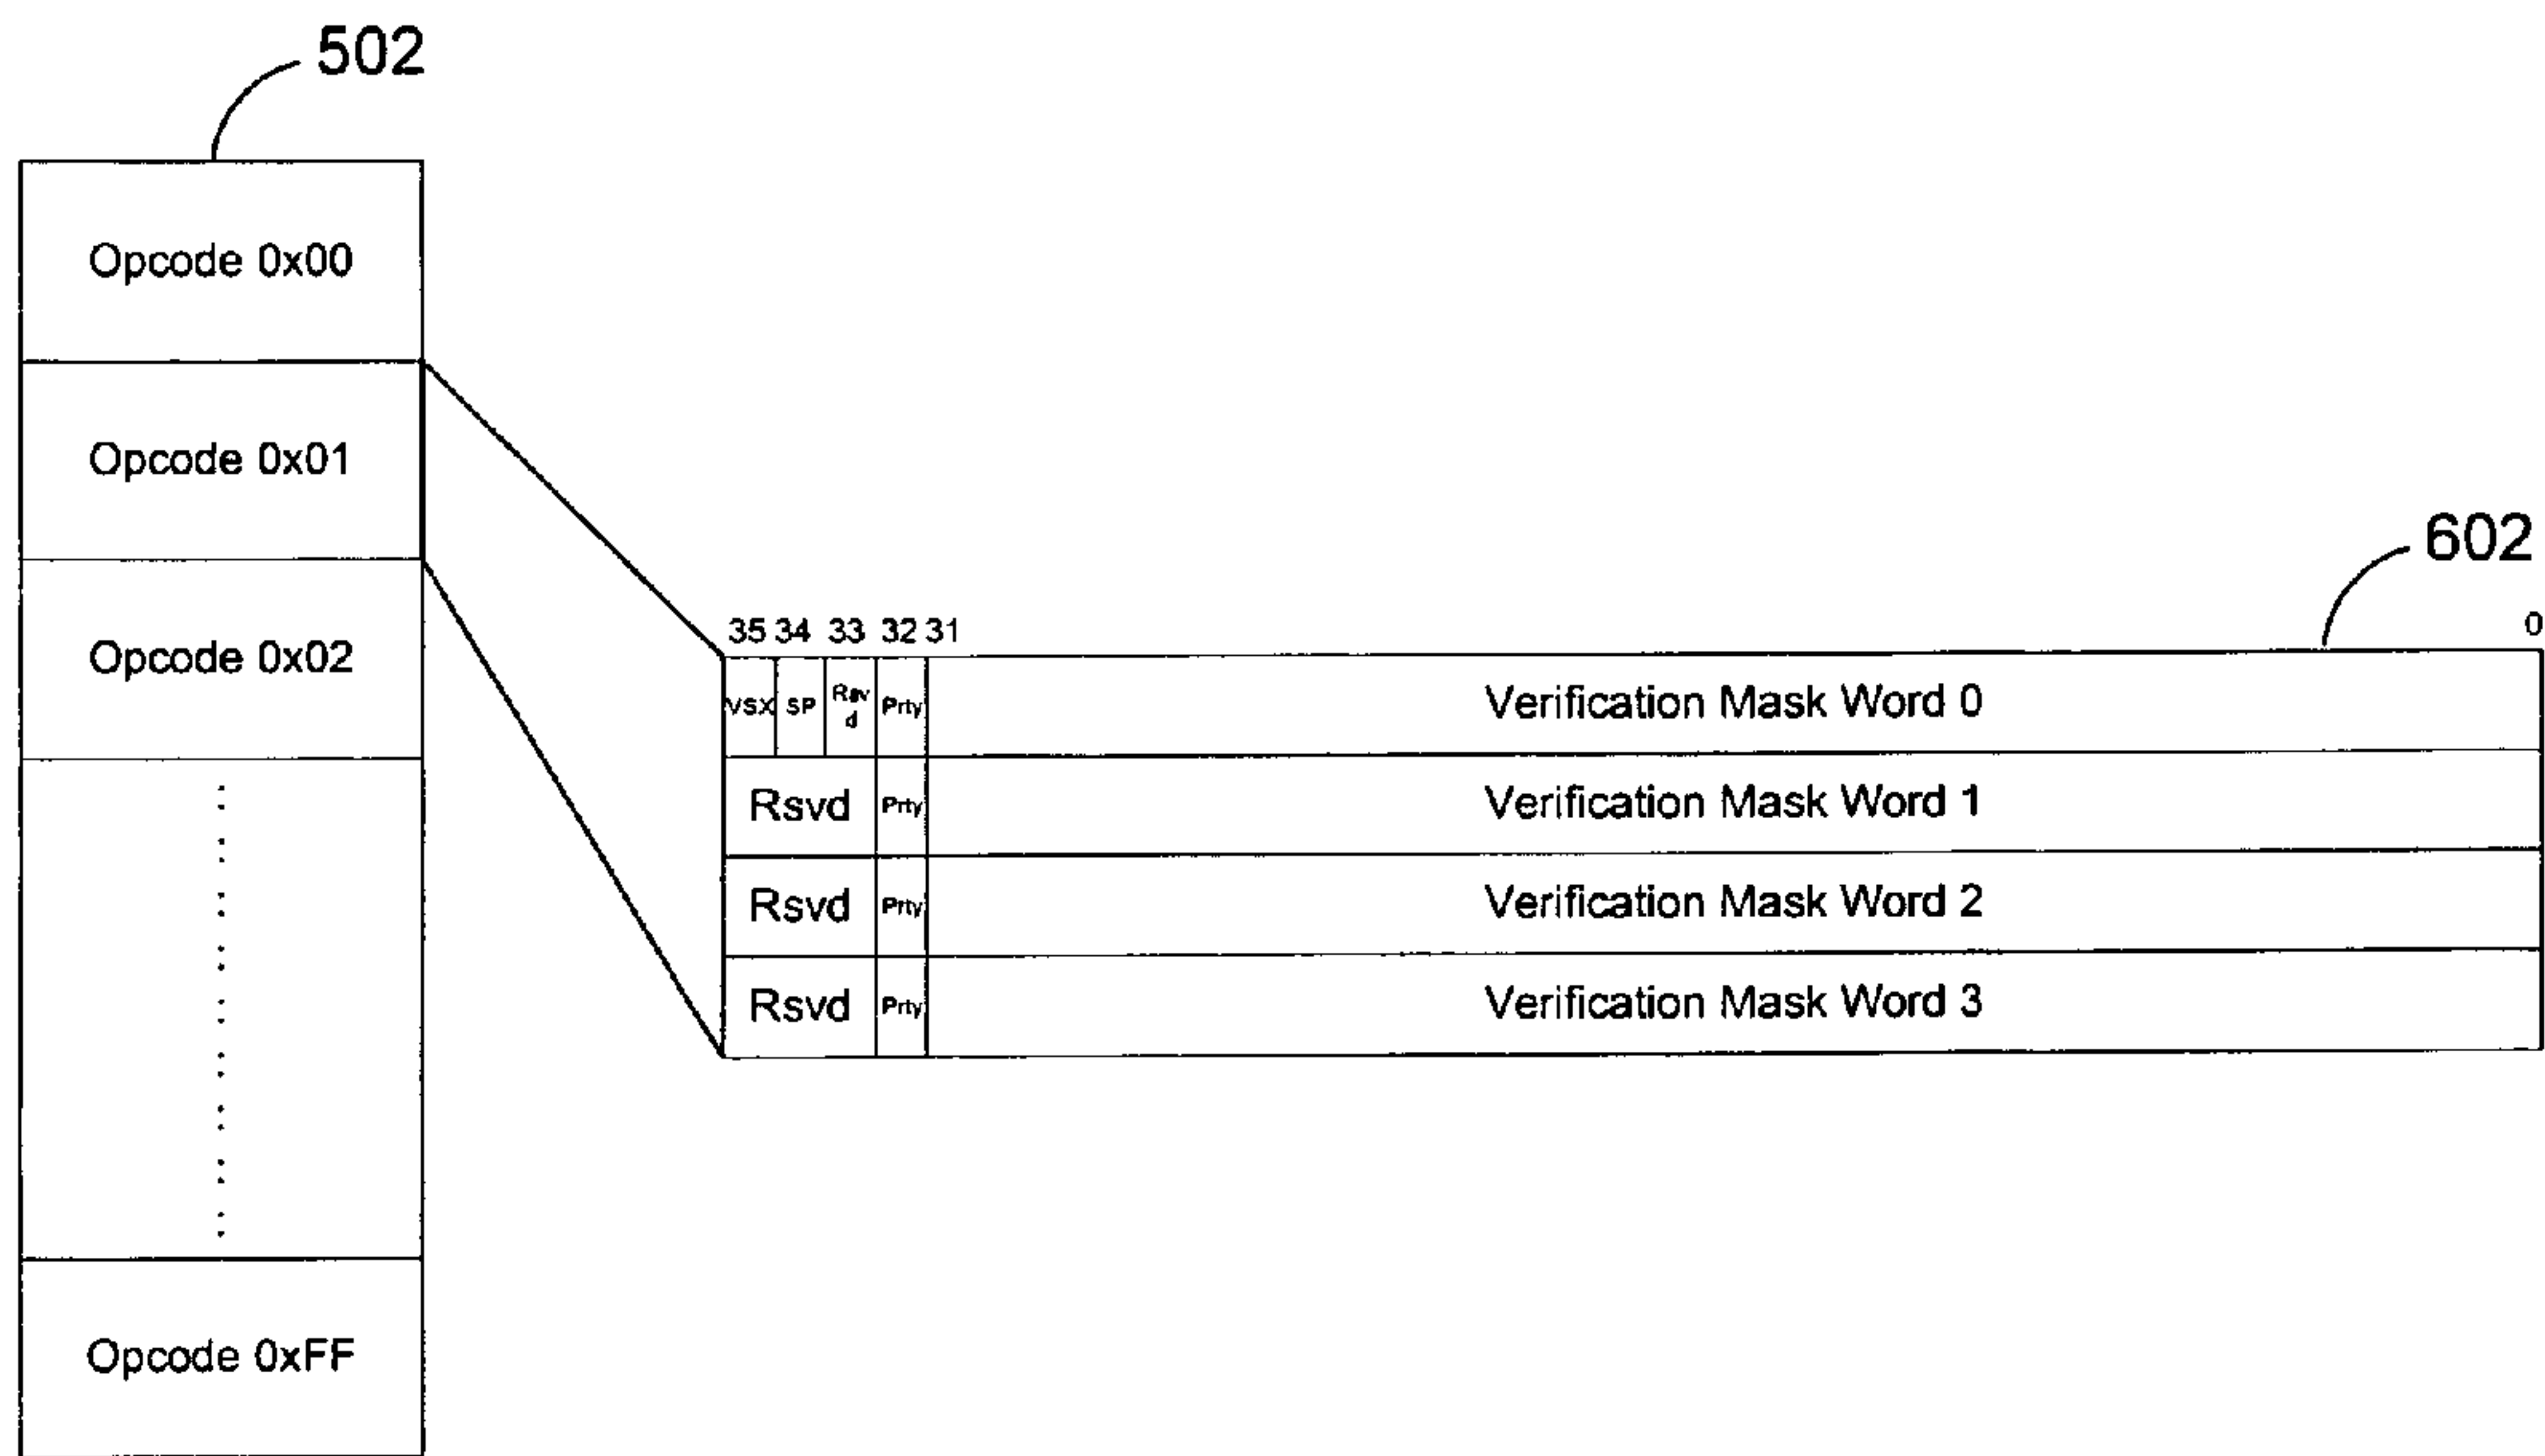 502
Opcode 0x00
Opcode 0x01
Opcode 0x02
Opcode 0xFF
602
35 34 33 32 31 0
VSX SP Rsv Prty Verification Mask Word 0
d
Rsvd Prty Verification Mask Word 1
Rsvd Prty Verification Mask Word 2
Rsvd Prty Verification Mask Word 3